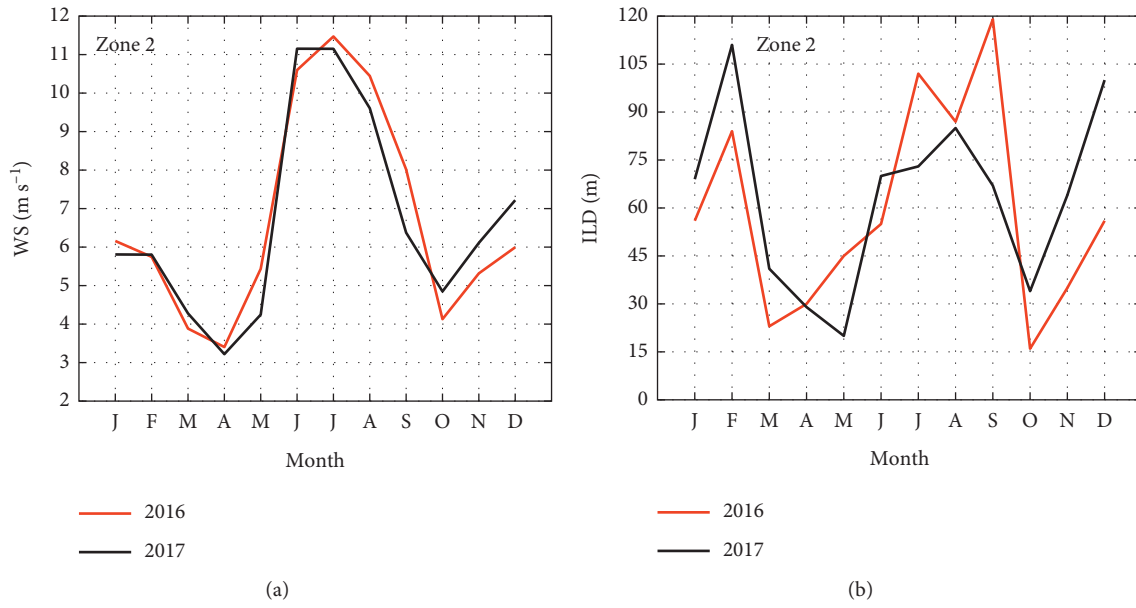 12
11
10
9
8
7
6
5
4
3
2
WS (m s⁻¹)
Zone 2
J F M A M J J A S O N D
Month
2016
2017
(a)
120
105
90
75
60
45
30
15
0
ILD (m)
Zone 2
J F M A M J J A S O N D
Month
2016
2017
(b)